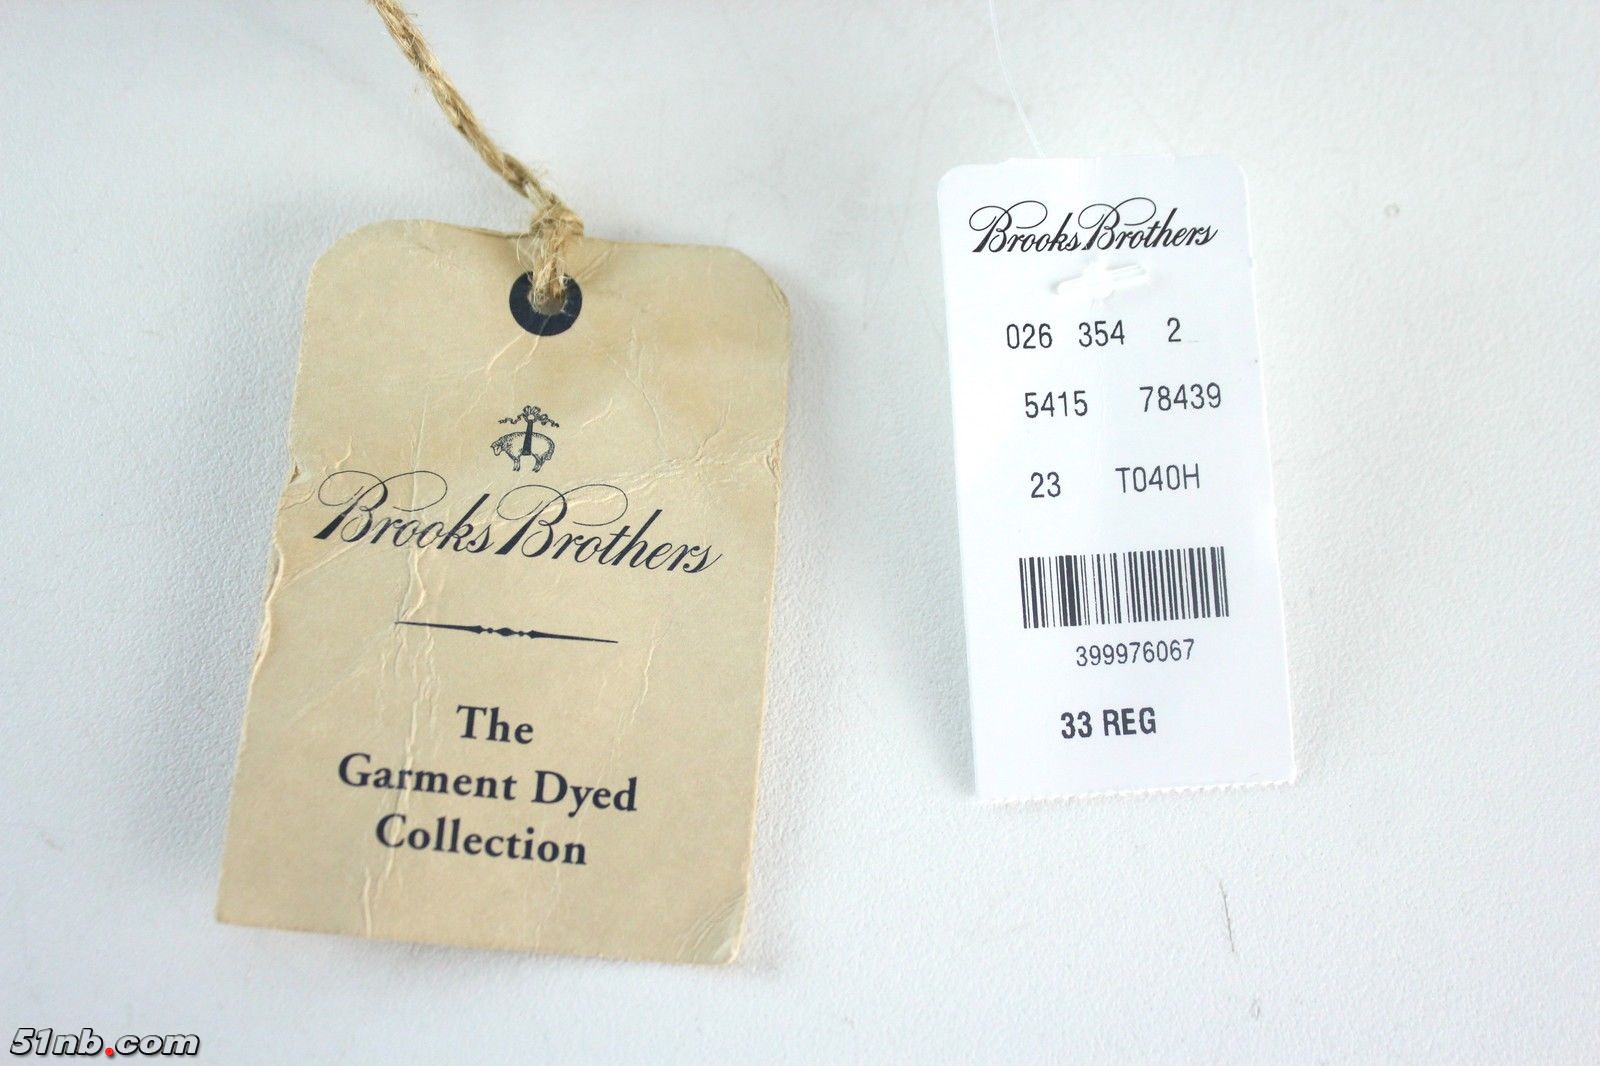 Brooks Brothers
The
Garment Dyed
Collection
Brooks Brothers
026 354 2
5415 78439
23 T040H
399976067
33 REG
51nb.com